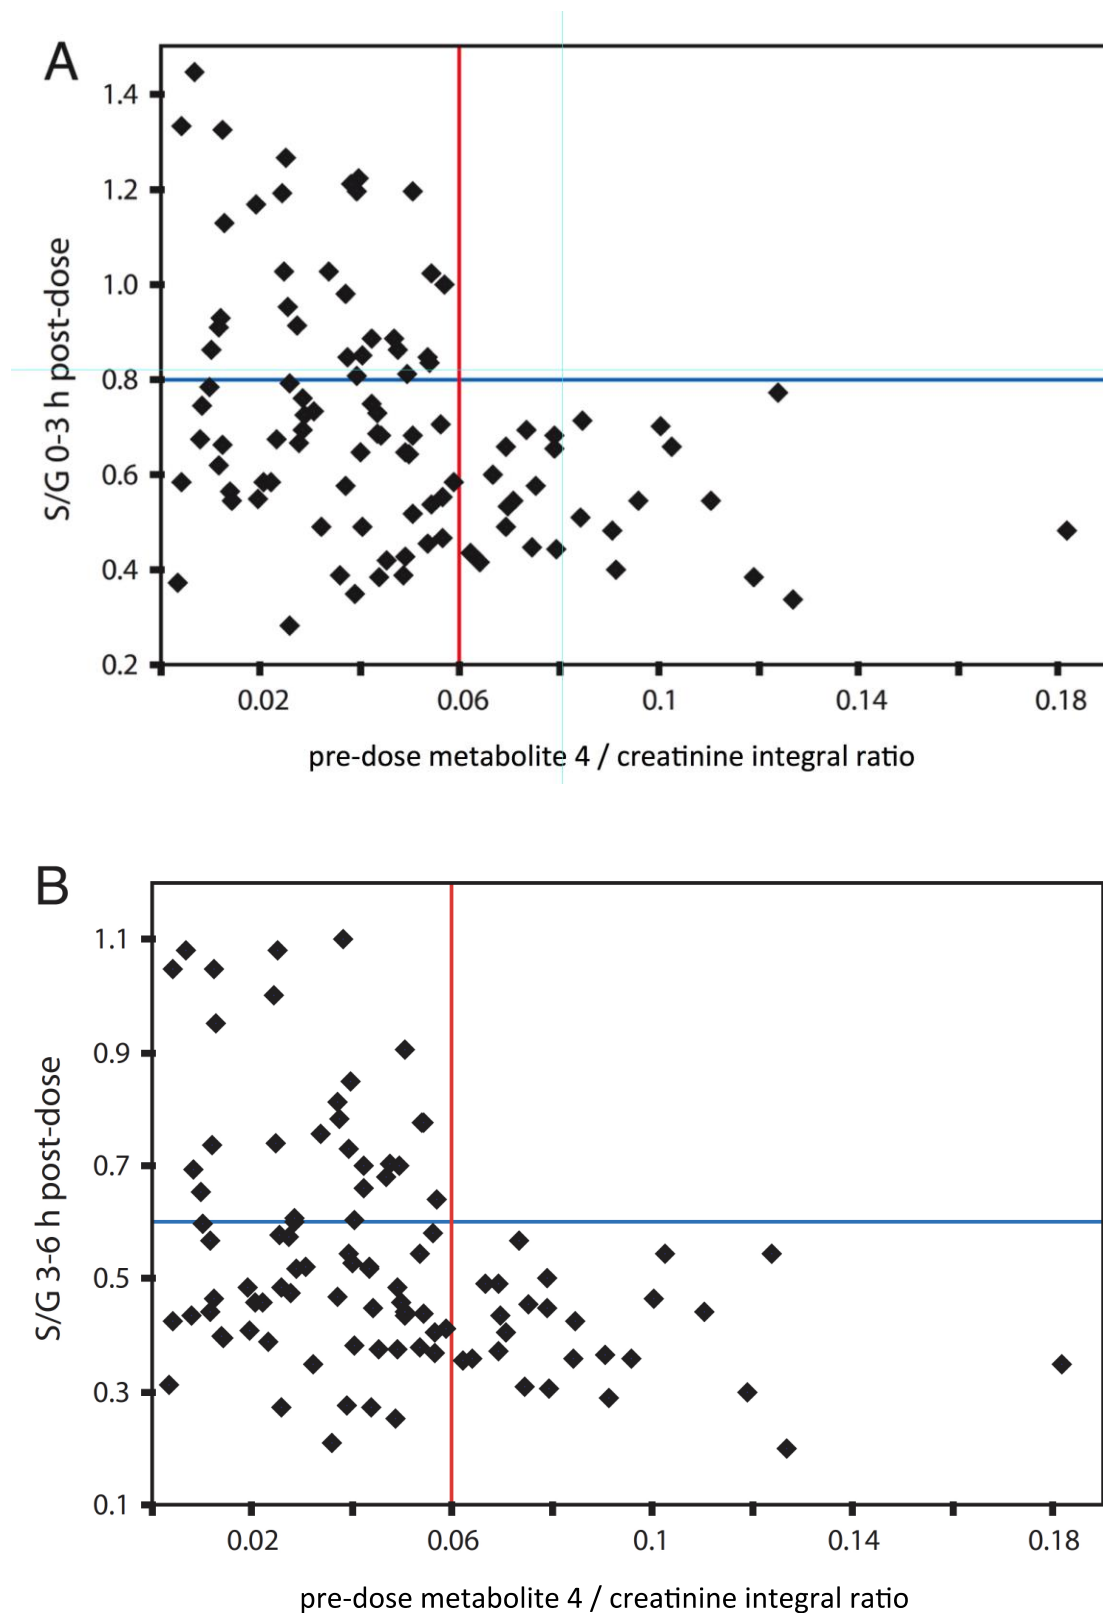 A
1.4
1.2
1.0
0.8
0.6
0.4
0.2
S/G 0-3 h post-dose
0.02 0.06 0.1 0.14 0.18
pre-dose metabolite 4 / creatinine integral ratio
B
1.1
0.9
0.7
0.5
0.3
0.1
S/G 3-6 h post-dose
0.02 0.06 0.1 0.14 0.18
pre-dose metabolite 4 / creatinine integral ratio